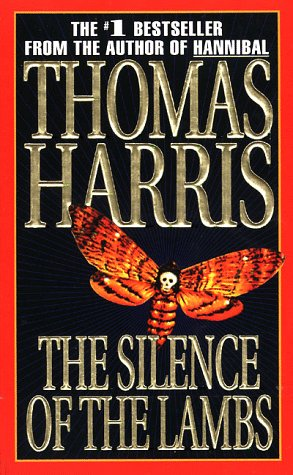 THE #1 BESTSELLER
FROM THE AUTHOR OF HANNIBAL
THOMAS
HARRIS
THE SILENCE
OF THE LAMBS